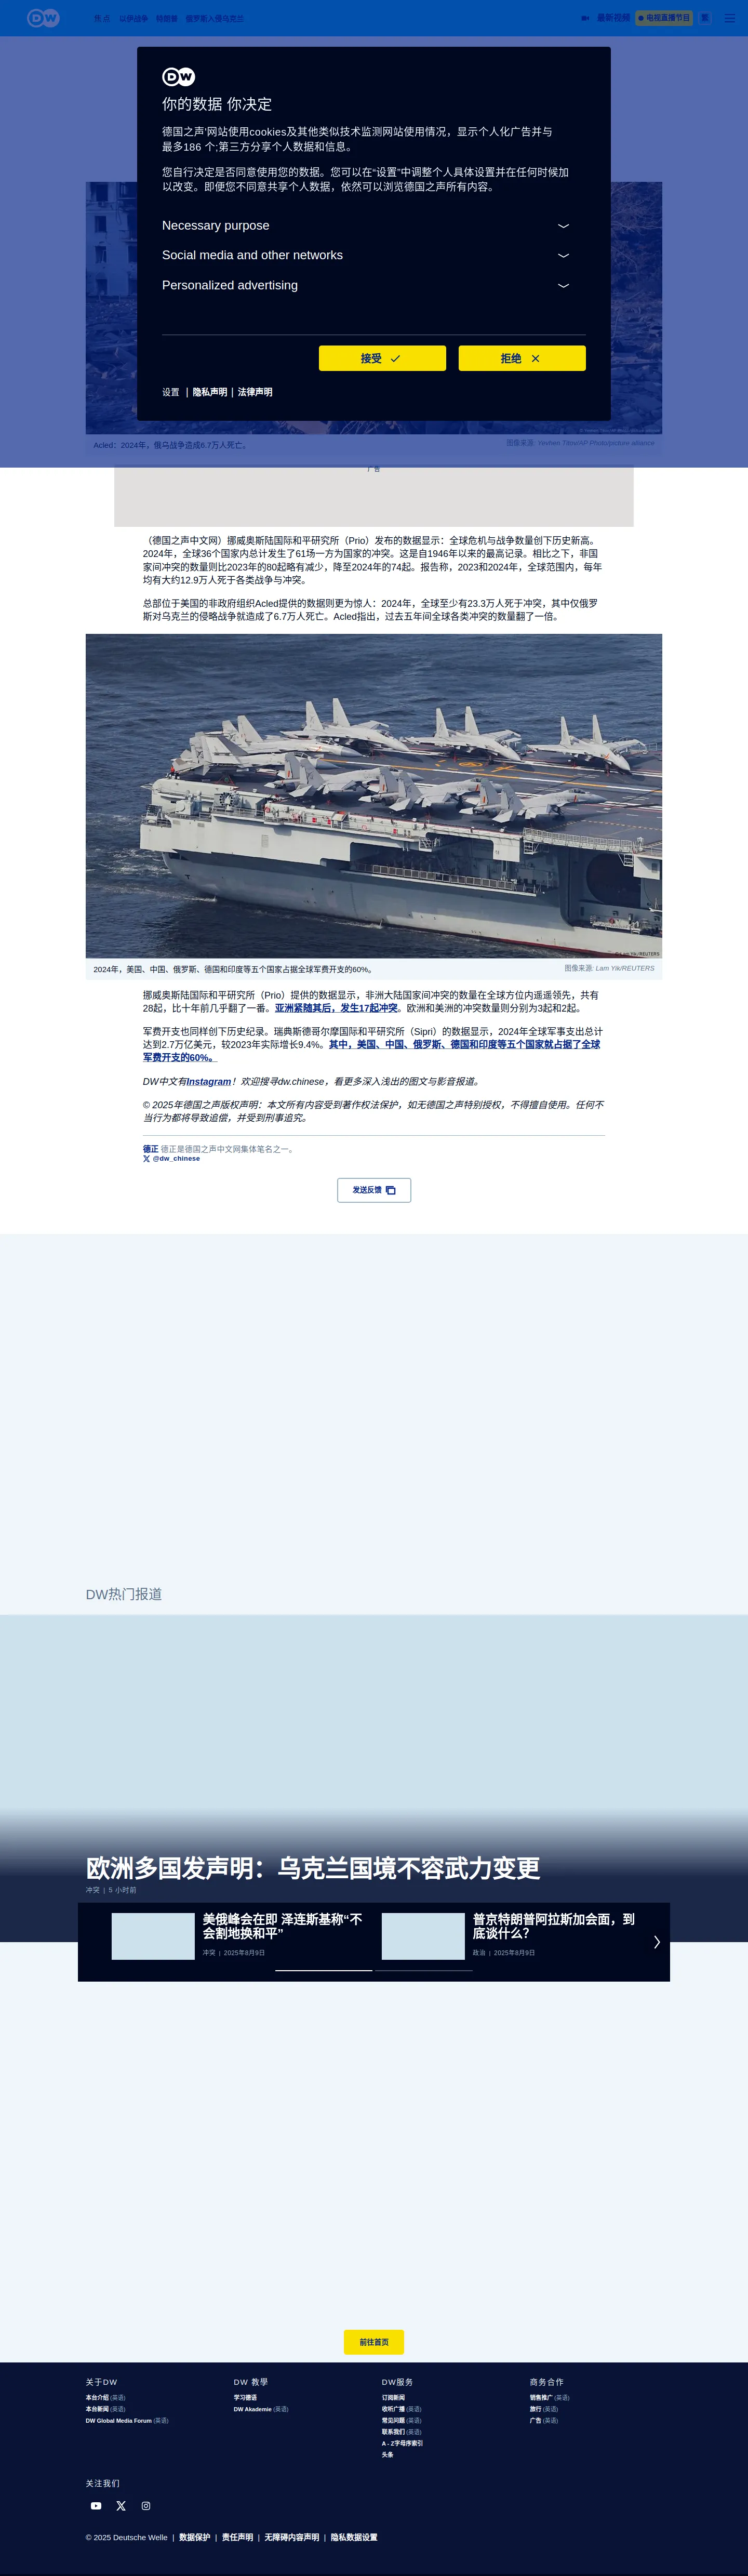 DW
焦点 以伊战争 特朗普 俄罗斯入侵乌克兰
最新视频 电视直播节目 繁
DW
你的数据 你决定
德国之声'网站使用cookies及其他类似技术监测网站使用情况，显示个人化广告并与
最多186 个;第三方分享个人数据和信息。
您自行决定是否同意使用您的数据。您可以在“设置”中调整个人具体设置并在任何时候加
以改变。即便您不同意共享个人数据，依然可以浏览德国之声所有内容。
Necessary purpose
Social media and other networks
Personalized advertising
接受 拒绝
设置 | 隐私声明 | 法律声明
Acled：2024年，俄乌战争造成6.7万人死亡。
图像来源: Yevhen Titov/AP Photo/picture alliance
广告
（德国之声中文网）挪威奥斯陆国际和平研究所（Prio）发布的数据显示：全球危机与战争数量创下历史新高。
2024年，全球36个国家内总计发生了61场一方为国家的冲突。这是自1946年以来的最高记录。相比之下，非国
家间冲突的数量则比2023年的80起略有减少，降至2024年的74起。报告称，2023和2024年，全球范围内，每年
均有大约12.9万人死于各类战争与冲突。
总部位于美国的非政府组织Acled提供的数据则更为惊人：2024年，全球至少有23.3万人死于冲突，其中仅俄罗
斯对乌克兰的侵略战争就造成了6.7万人死亡。Acled指出，过去五年间全球各类冲突的数量翻了一倍。
2024年，美国、中国、俄罗斯、德国和印度等五个国家占据全球军费开支的60%。
图像来源: Lam Yik/REUTERS
挪威奥斯陆国际和平研究所（Prio）提供的数据显示，非洲大陆国家间冲突的数量在全球方位内遥遥领先，共有
28起，比十年前几乎翻了一番。亚洲紧随其后，发生17起冲突。欧洲和美洲的冲突数量则分别为3起和2起。
军费开支也同样创下历史纪录。瑞典斯德哥尔摩国际和平研究所（Sipri）的数据显示，2024年全球军事支出总计
达到2.7万亿美元，较2023年实际增长9.4%。其中，美国、中国、俄罗斯、德国和印度等五个国家就占据了全球
军费开支的60%。
DW中文有Instagram！欢迎搜寻dw.chinese，看更多深入浅出的图文与影音报道。
© 2025年德国之声版权声明：本文所有内容受到著作权法保护，如无德国之声特别授权，不得擅自使用。任何不
当行为都将导致追偿，并受到刑事追究。
德正 德正是德国之声中文网集体笔名之一。
@dw_chinese
发送反馈
DW热门报道
欧洲多国发声明：乌克兰国境不容武力变更
冲突 | 5 小时前
美俄峰会在即 泽连斯基称“不
会割地换和平”
冲突 | 2025年8月9日
普京特朗普阿拉斯加会面，到
底谈什么？
政治 | 2025年8月9日
前往首页
关于DW
本台介绍 (英语)
本台新闻 (英语)
DW Global Media Forum (英语)
DW 教學
学习德语
DW Akademie (英语)
DW服务
订阅新闻
收听广播 (英语)
常见问题 (英语)
联系我们 (英语)
A - Z字母序索引
头条
商务合作
销售推广 (英语)
旅行 (英语)
广告 (英语)
关注我们
© 2025 Deutsche Welle | 数据保护 | 责任声明 | 无障碍内容声明 | 隐私数据设置